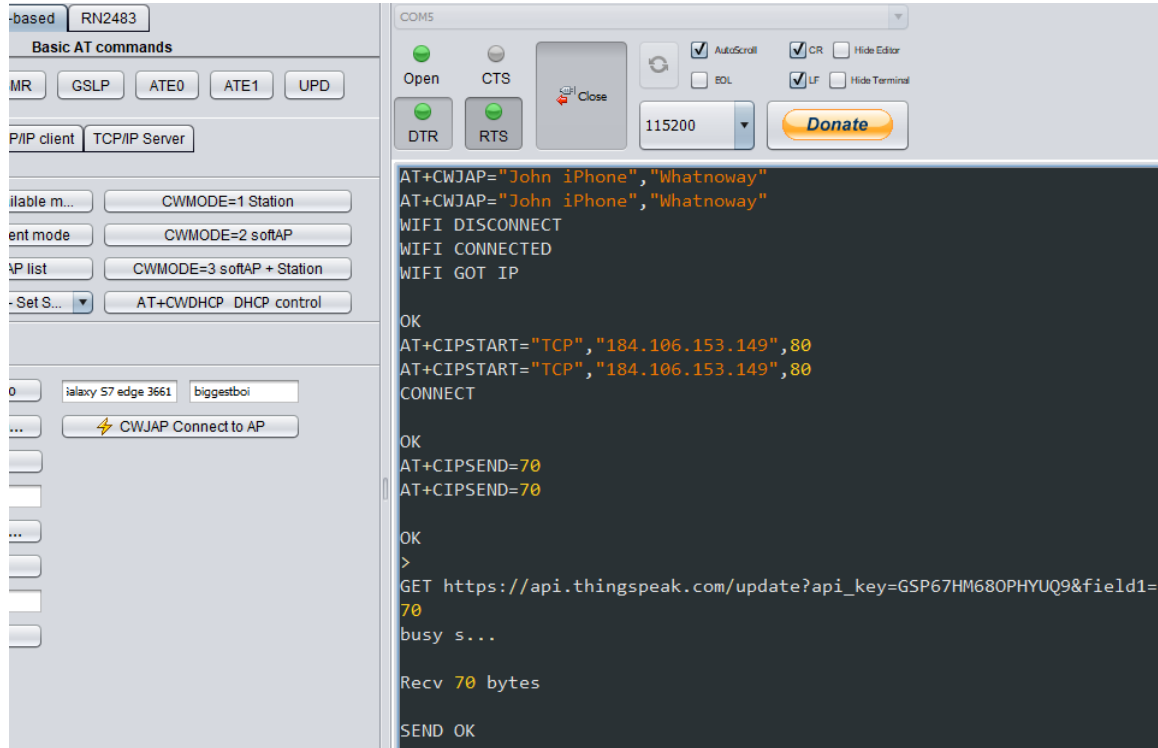 -based RN2483
Basic AT commands
MR GSLP ATE0 ATE1 UPD
P/IP client TCP/IP Server
ilable m... CWMODE=1 Station
ent mode CWMODE=2 softAP
AP list CWMODE=3 softAP + Station
- Set S... AT+CWDHCP DHCP control
ialaxy S7 edge 3661 biggestboi
... CWJAP Connect to AP
...
COM5
Open CTS Close AutoScroll CR Hide Editor
EOL LF Hide Terminal
DTR RTS 115200 Donate
AT+CWJAP="John iPhone","Whatnoway"
AT+CWJAP="John iPhone","Whatnoway"
WIFI DISCONNECT
WIFI CONNECTED
WIFI GOT IP
OK
AT+CIPSTART="TCP","184.106.153.149",80
AT+CIPSTART="TCP","184.106.153.149",80
CONNECT
OK
AT+CIPSEND=70
AT+CIPSEND=70
OK
>
GET https://api.thingspeak.com/update?api_key=GSP67HM68OPHYUQ9&field1=
70
busy s...
Recv 70 bytes
SEND OK